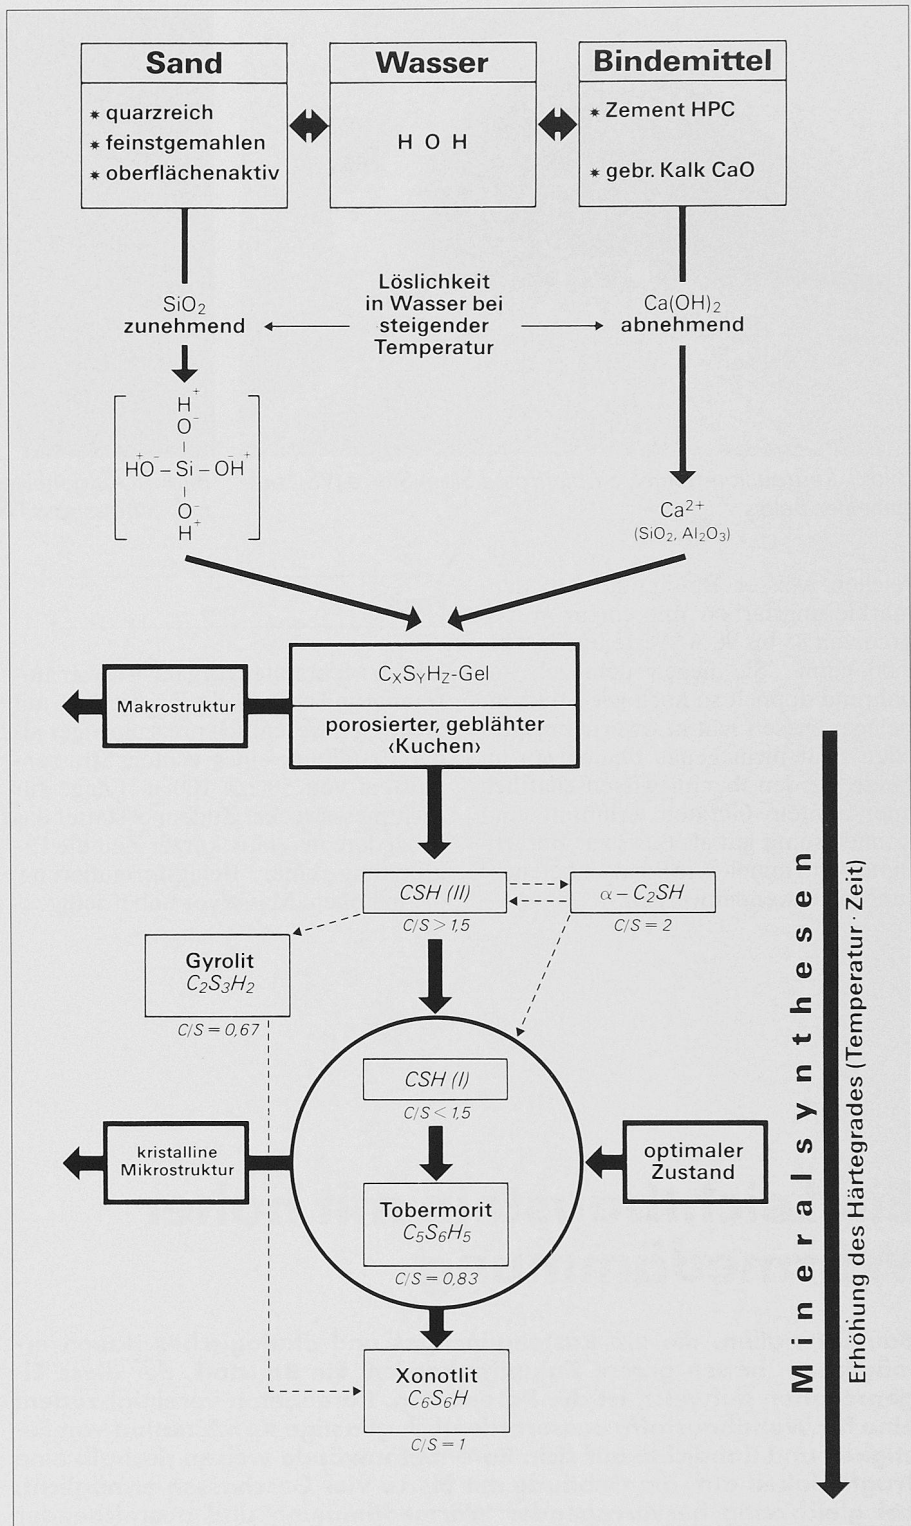 Sand
* quarzreich
* feinstgemahlen
* oberflächenaktiv
Wasser
H O H
Bindemittel
* Zement HPC
* gebr. Kalk CaO
SiO₂
zunehmend
Löslichkeit
in Wasser bei
steigender
Temperatur
Ca(OH)₂
abnehmend
H⁺
O⁻
HO⁺⁻ – Si – OH⁻⁺
O⁻
H⁺
Ca²⁺
(SiO₂, Al₂O₃)
CₓSᵧH_Z-Gel
porosierter, geblähter
‹Kuchen›
Makrostruktur
CSH (II)
C/S > 1,5
α – C₂SH
C/S = 2
Gyrolit
C₂S₃H₂
C/S = 0,67
CSH (I)
C/S < 1,5
Tobermorit
C₅S₆H₅
C/S = 0,83
kristalline
Mikrostruktur
optimaler
Zustand
Xonotlit
C₆S₆H
C/S = 1
Mineralsynthesen
Erhöhung des Härtegrades (Temperatur · Zeit)